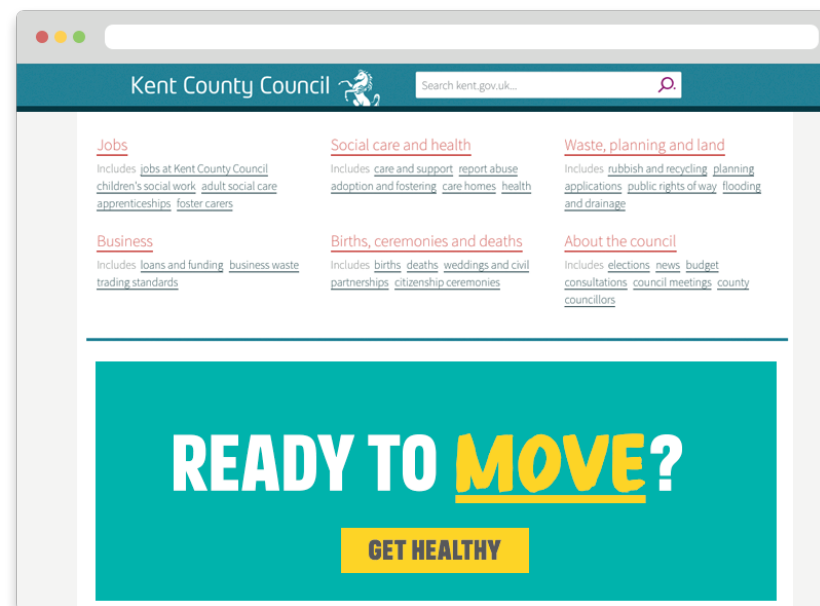 Kent County Council
Search kent.gov.uk...
Jobs
Includes jobs at Kent County Council
children's social work adult social care
apprenticeships foster carers
Social care and health
Includes care and support report abuse
adoption and fostering care homes health
Waste, planning and land
Includes rubbish and recycling planning
applications public rights of way flooding
and drainage
Business
Includes loans and funding business waste
trading standards
Births, ceremonies and deaths
Includes births deaths weddings and civil
partnerships citizenship ceremonies
About the council
Includes elections news budget
consultations council meetings county
councillors
READY TO MOVE?
GET HEALTHY